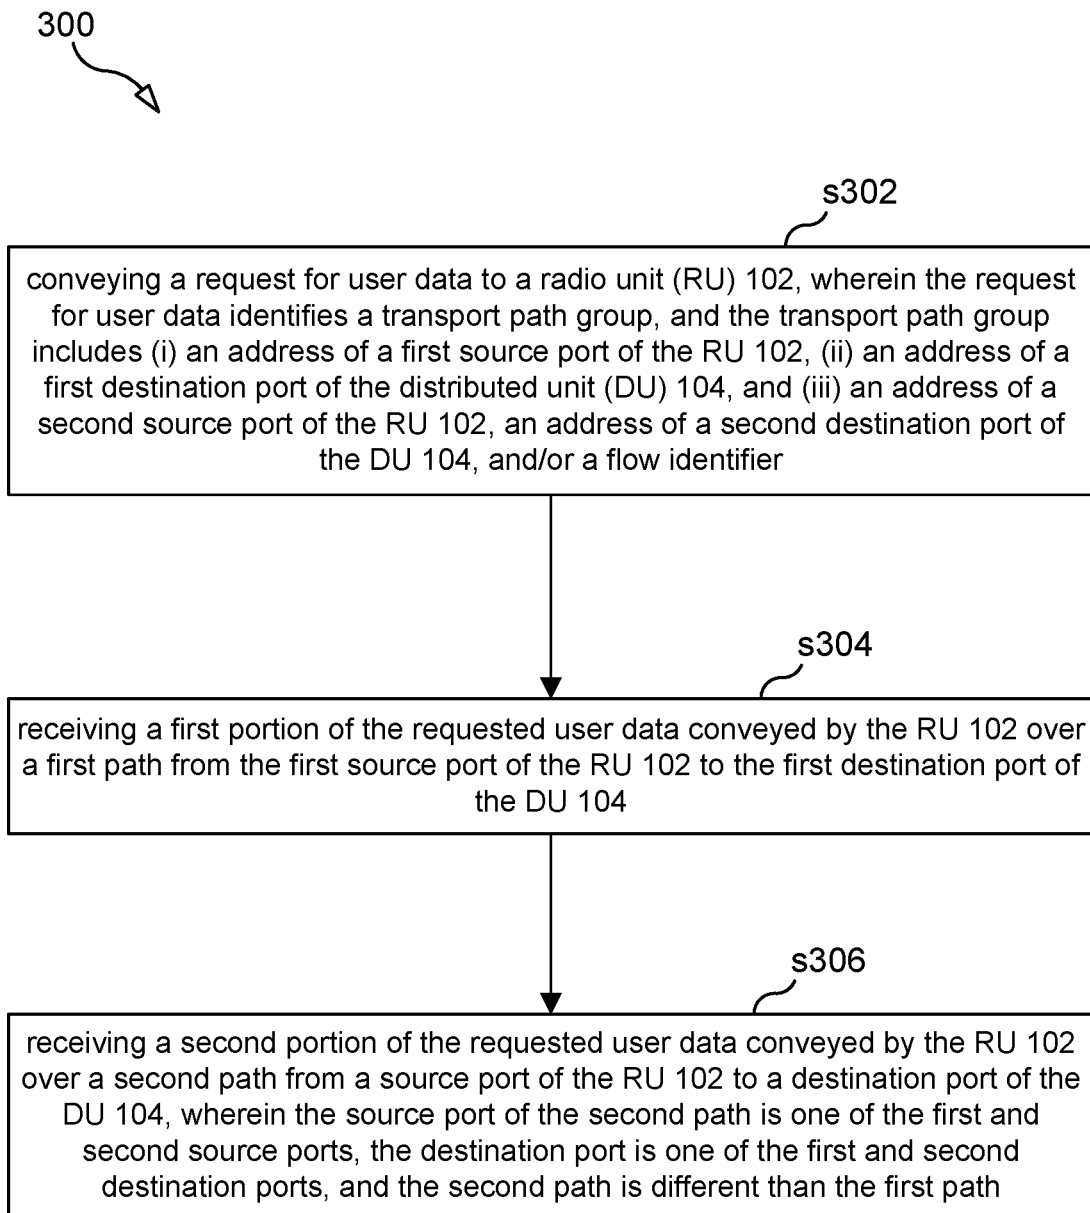 300
s302
conveying a request for user data to a radio unit (RU) 102, wherein the request
for user data identifies a transport path group, and the transport path group
includes (i) an address of a first source port of the RU 102, (ii) an address of a
first destination port of the distributed unit (DU) 104, and (iii) an address of a
second source port of the RU 102, an address of a second destination port of
the DU 104, and/or a flow identifier
s304
receiving a first portion of the requested user data conveyed by the RU 102 over
a first path from the first source port of the RU 102 to the first destination port of
the DU 104
s306
receiving a second portion of the requested user data conveyed by the RU 102
over a second path from a source port of the RU 102 to a destination port of the
DU 104, wherein the source port of the second path is one of the first and
second source ports, the destination port is one of the first and second
destination ports, and the second path is different than the first path